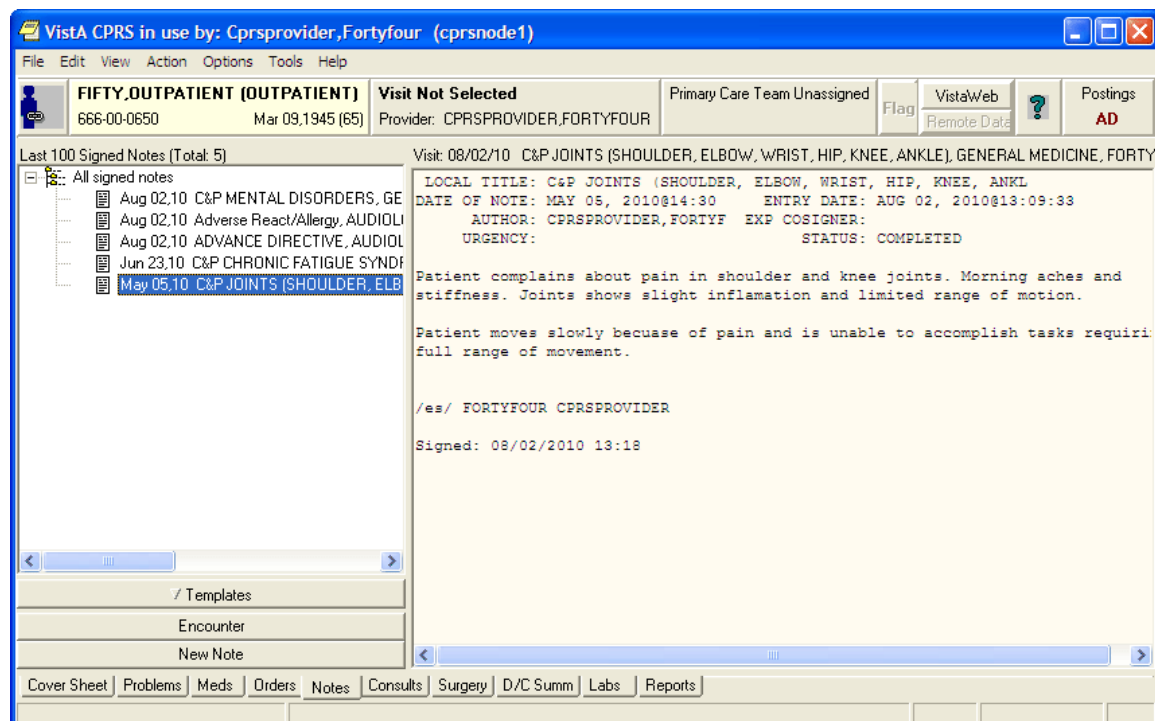 VistA CPRS in use by: Cprsprovider,Fortyfour (cprsnode1)
File Edit View Action Options Tools Help
FIFTY,OUTPATIENT (OUTPATIENT)
666-00-0650 Mar 09,1945 (65)
Visit Not Selected
Provider: CPRSPROVIDER,FORTYFOUR
Primary Care Team Unassigned
Flag
VistaWeb
Remote Data
?
Postings
AD
Last 100 Signed Notes (Total: 5)
All signed notes
Aug 02,10 C&P MENTAL DISORDERS, GE
Aug 02,10 Adverse React/Allergy, AUDIOL
Aug 02,10 ADVANCE DIRECTIVE, AUDIOL
Jun 23,10 C&P CHRONIC FATIGUE SYNDR
May 05,10 C&P JOINTS (SHOULDER, ELB
Templates
Encounter
New Note
Visit: 08/02/10 C&P JOINTS (SHOULDER, ELBOW, WRIST, HIP, KNEE, ANKLE), GENERAL MEDICINE, FORTY
LOCAL TITLE: C&P JOINTS (SHOULDER, ELBOW, WRIST, HIP, KNEE, ANKL
DATE OF NOTE: MAY 05, 2010@14:30 ENTRY DATE: AUG 02, 2010@13:09:33
AUTHOR: CPRSPROVIDER,FORTYF EXP COSIGNER:
URGENCY: STATUS: COMPLETED
Patient complains about pain in shoulder and knee joints. Morning aches and
stiffness. Joints shows slight inflamation and limited range of motion.
Patient moves slowly becuase of pain and is unable to accomplish tasks requiri
full range of movement.
/es/ FORTYFOUR CPRSPROVIDER
Signed: 08/02/2010 13:18
Cover Sheet Problems Meds Orders Notes Consults Surgery D/C Summ Labs Reports